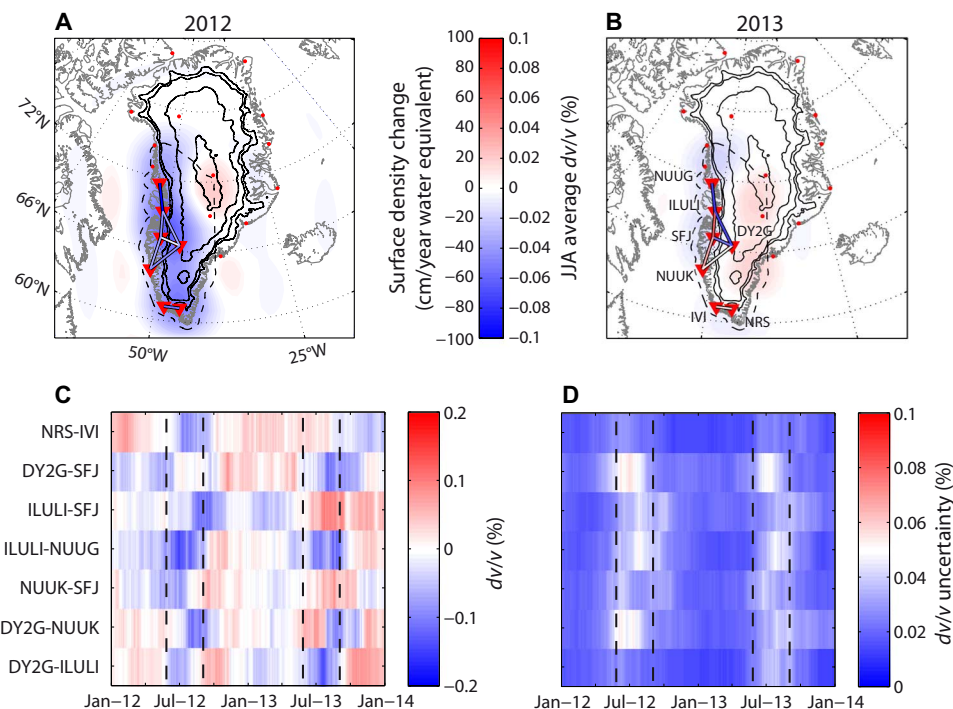 A
2012
72°N
66°N
60°N
50°W
25°W
Surface density change
(cm/year water equivalent)
100
80
60
40
20
0
−20
−40
−60
−80
−100
0.1
0.08
0.06
0.04
0.02
0
−0.02
−0.04
−0.06
−0.08
−0.1
JJA average dv/v (%)
B
2013
NUUG
ILULI
SFJ
DY2G
NUUK
IVI
NRS
C
NRS-IVI
DY2G-SFJ
ILULI-SFJ
ILULI-NUUG
NUUK-SFJ
DY2G-NUUK
DY2G-ILULI
Jan−12
Jul−12
Jan−13
Jul−13
Jan−14
0.2
0.1
0
−0.1
−0.2
dv/v (%)
D
Jan−12
Jul−12
Jan−13
Jul−13
Jan−14
0.1
0.08
0.06
0.04
0.02
0
dv/v uncertainty (%)